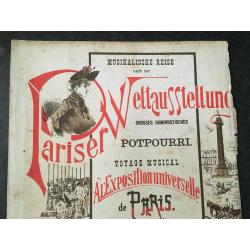 MUSIKALISCHE REISE
nach der
Pariser Weltausstellung
GROSSES HUMORISTISCHES
POTPOURRI.
VOYAGE MUSICAL
À L'EXPOSITION UNIVERSELLE
de PARIS.